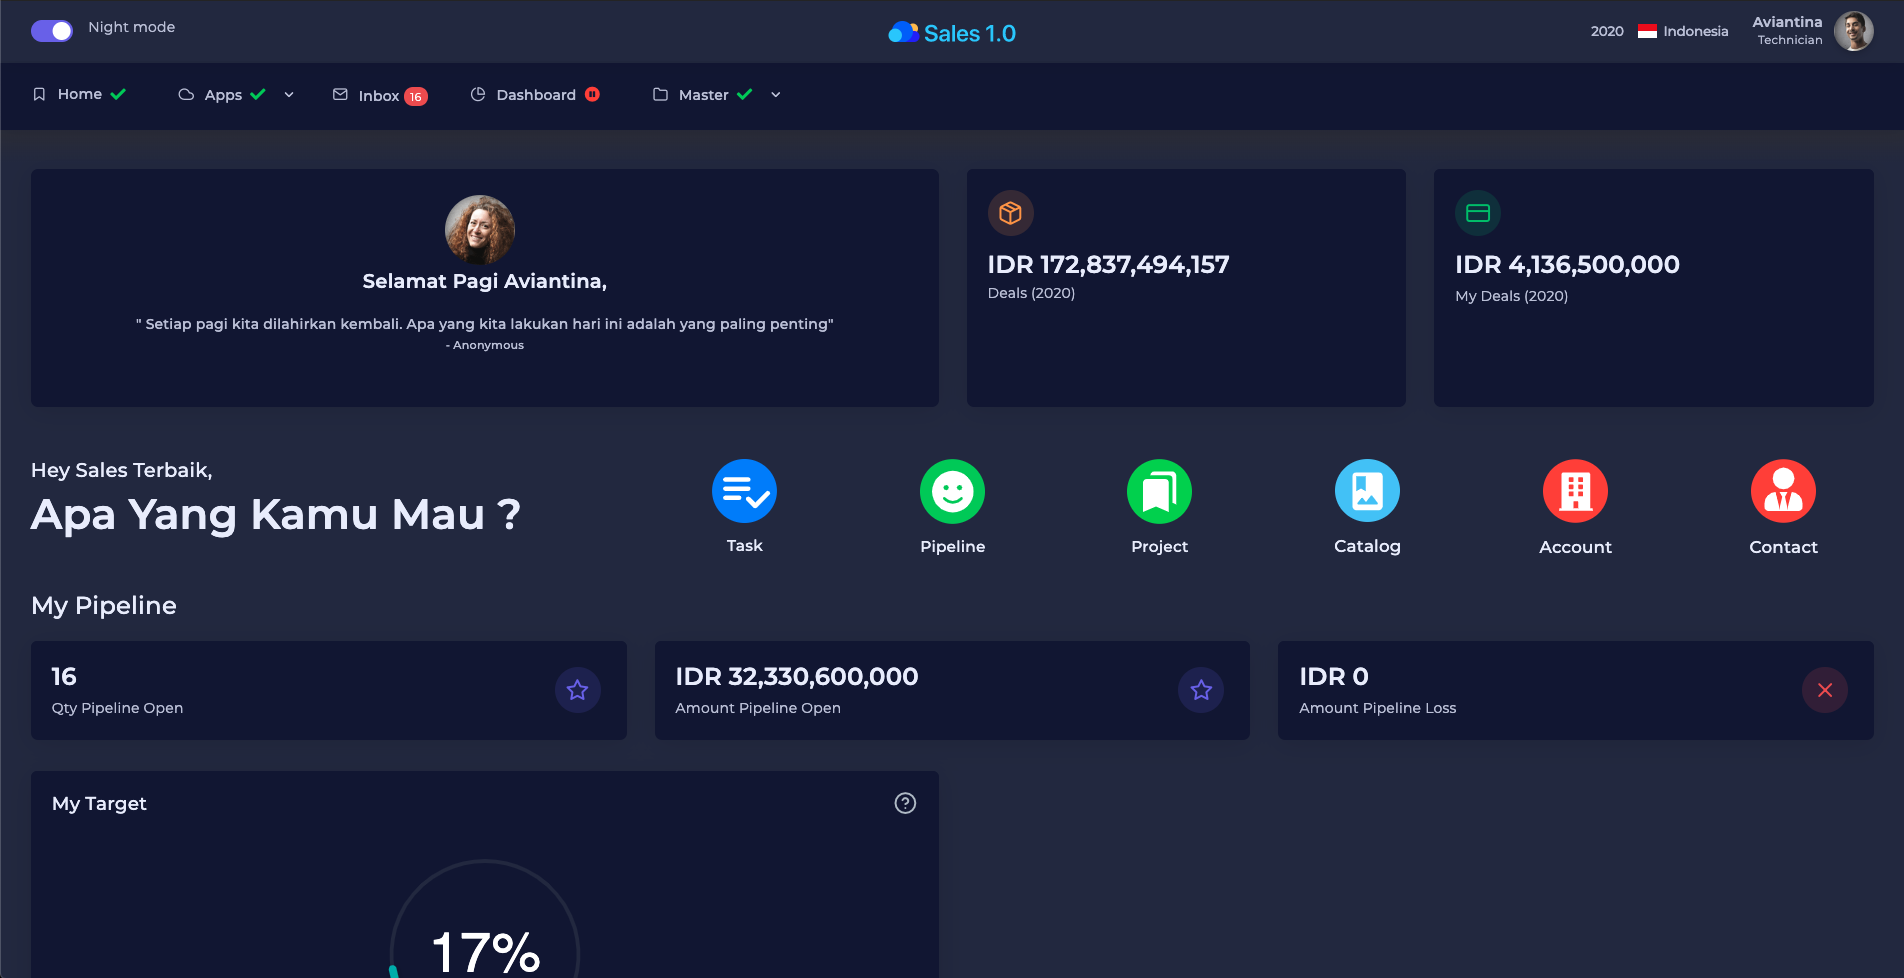 Night mode
Sales 1.0
2020 Indonesia
Aviantina
Technician
Home
Apps
Inbox 16
Dashboard
Master
Selamat Pagi Aviantina,
" Setiap pagi kita dilahirkan kembali. Apa yang kita lakukan hari ini adalah yang paling penting"
- Anonymous
IDR 172,837,494,157
Deals (2020)
IDR 4,136,500,000
My Deals (2020)
Hey Sales Terbaik,
Apa Yang Kamu Mau ?
Task
Pipeline
Project
Catalog
Account
Contact
My Pipeline
16
Qty Pipeline Open
IDR 32,330,600,000
Amount Pipeline Open
IDR 0
Amount Pipeline Loss
My Target
17%